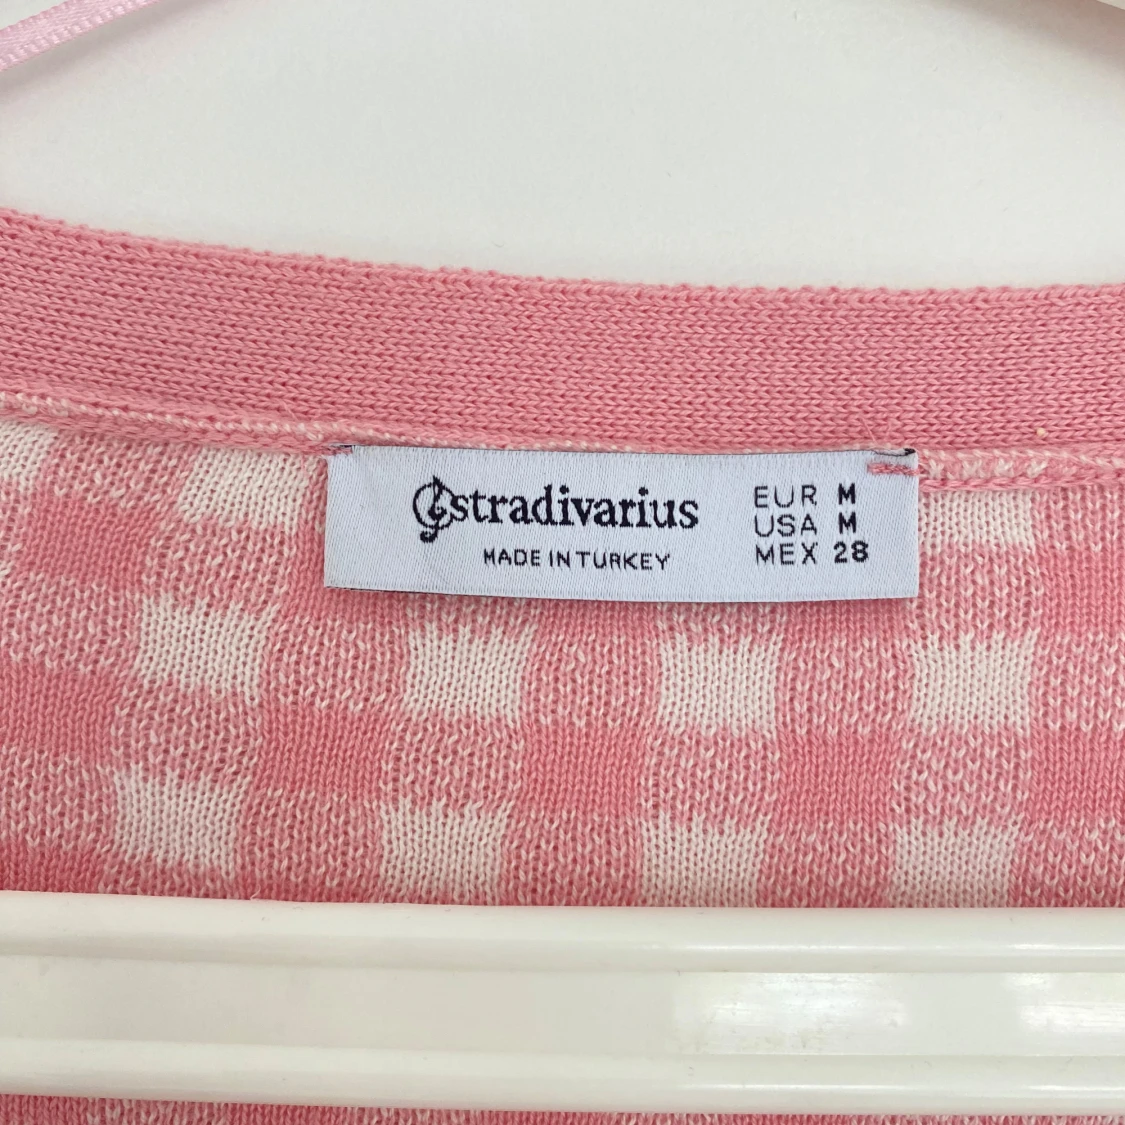 stradivarius
MADE IN TURKEY
EUR M
USA M
MEX 28